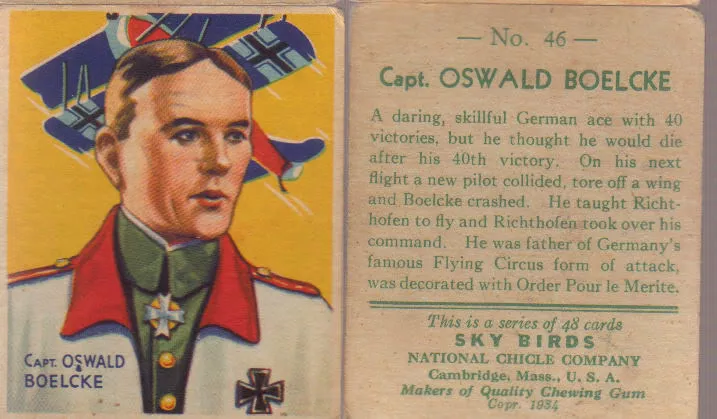 CAPT. OSWALD
BOELCKE
— No. 46 —
Capt. OSWALD BOELCKE
A daring, skillful German ace with 40
victories, but he thought he would die
after his 40th victory. On his next
flight a new pilot collided, tore off a wing
and Boelcke crashed. He taught Richt-
hofen to fly and Richthofen took over his
command. He was father of Germany's
famous Flying Circus form of attack,
was decorated with Order Pour le Merite.
This is a series of 48 cards
SKY BIRDS
NATIONAL CHICLE COMPANY
Cambridge, Mass., U. S. A.
Makers of Quality Chewing Gum
Copr. 1934